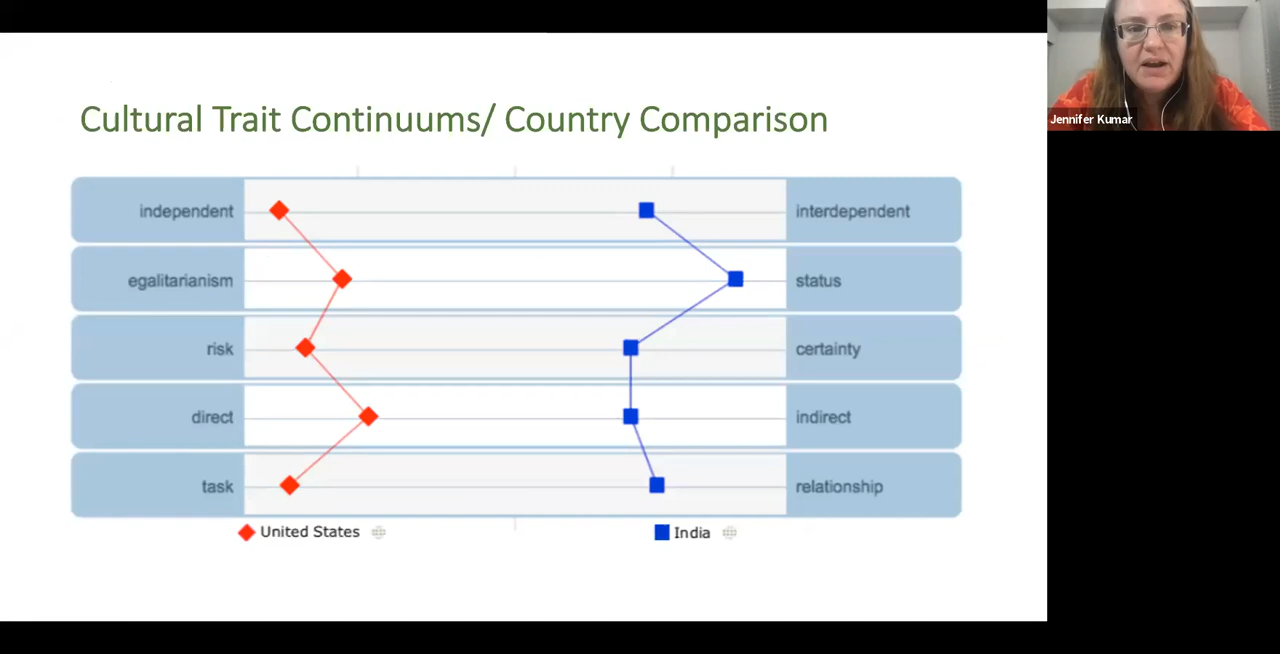 Cultural Trait Continuums/ Country Comparison
independent interdependent
egalitarianism status
risk certainty
direct indirect
task relationship
United States India
Jennifer Kumar